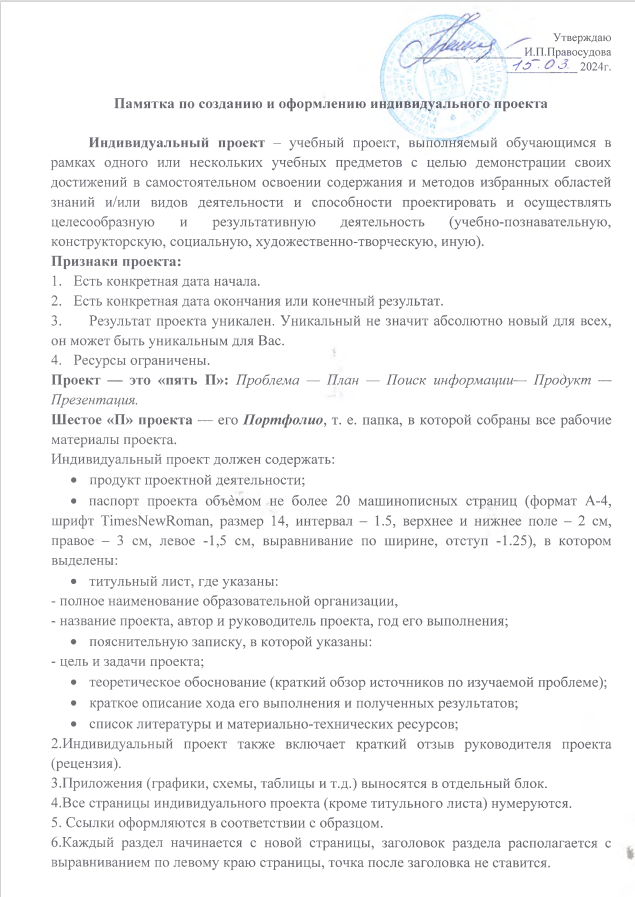 Утверждаю
И.П.Правосудова
15.03 2024г.
Памятка по созданию и оформлению индивидуального проекта
Индивидуальный проект – учебный проект, выполняемый обучающимся в
рамках одного или нескольких учебных предметов с целью демонстрации своих
достижений в самостоятельном освоении содержания и методов избранных областей
знаний и/или видов деятельности и способности проектировать и осуществлять
целесообразную и результативную деятельность (учебно-познавательную,
конструкторскую, социальную, художественно-творческую, иную).
Признаки проекта:
1. Есть конкретная дата начала.
2. Есть конкретная дата окончания или конечный результат.
3. Результат проекта уникален. Уникальный не значит абсолютно новый для всех,
он может быть уникальным для Вас.
4. Ресурсы ограничены.
Проект — это «пять П»: Проблема — План — Поиск информации— Продукт —
Презентация.
Шестое «П» проекта — его Портфолио, т. е. папка, в которой собраны все рабочие
материалы проекта.
Индивидуальный проект должен содержать:
• продукт проектной деятельности;
• паспорт проекта объёмом не более 20 машинописных страниц (формат А-4,
шрифт TimesNewRoman, размер 14, интервал – 1.5, верхнее и нижнее поле – 2 см,
правое – 3 см, левое -1,5 см, выравнивание по ширине, отступ -1.25), в котором
выделены:
• титульный лист, где указаны:
- полное наименование образовательной организации,
- название проекта, автор и руководитель проекта, год его выполнения;
• пояснительную записку, в которой указаны:
- цель и задачи проекта;
• теоретическое обоснование (краткий обзор источников по изучаемой проблеме);
• краткое описание хода его выполнения и полученных результатов;
• список литературы и материально-технических ресурсов;
2.Индивидуальный проект также включает краткий отзыв руководителя проекта
(рецензия).
3.Приложения (графики, схемы, таблицы и т.д.) выносятся в отдельный блок.
4.Все страницы индивидуального проекта (кроме титульного листа) нумеруются.
5. Ссылки оформляются в соответствии с образцом.
6.Каждый раздел начинается с новой страницы, заголовок раздела располагается с
выравниванием по левому краю страницы, точка после заголовка не ставится.